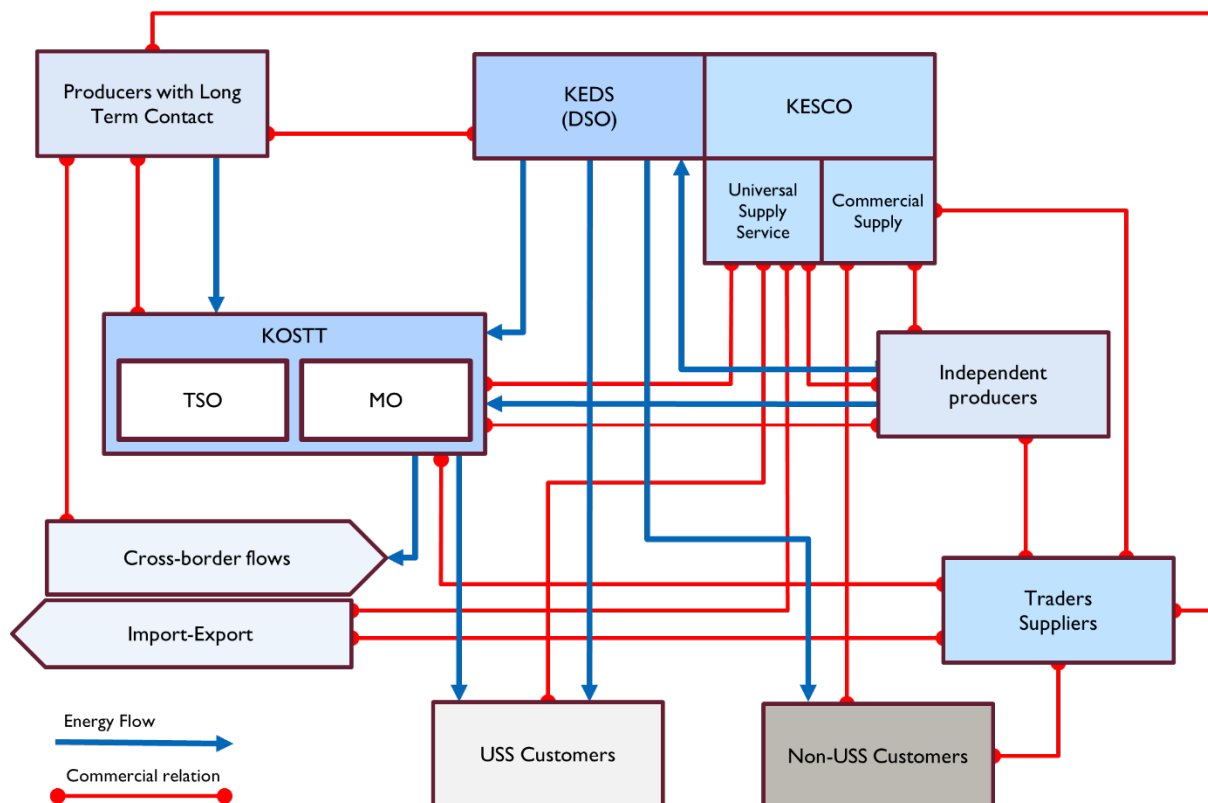 Producers with Long
Term Contact
KEDS
(DSO)
KESCO
Universal
Supply
Service
Commercial
Supply
KOSTT
TSO
MO
Independent
producers
Cross-border flows
Import-Export
Traders
Suppliers
Energy Flow
Commercial relation
USS Customers
Non-USS Customers